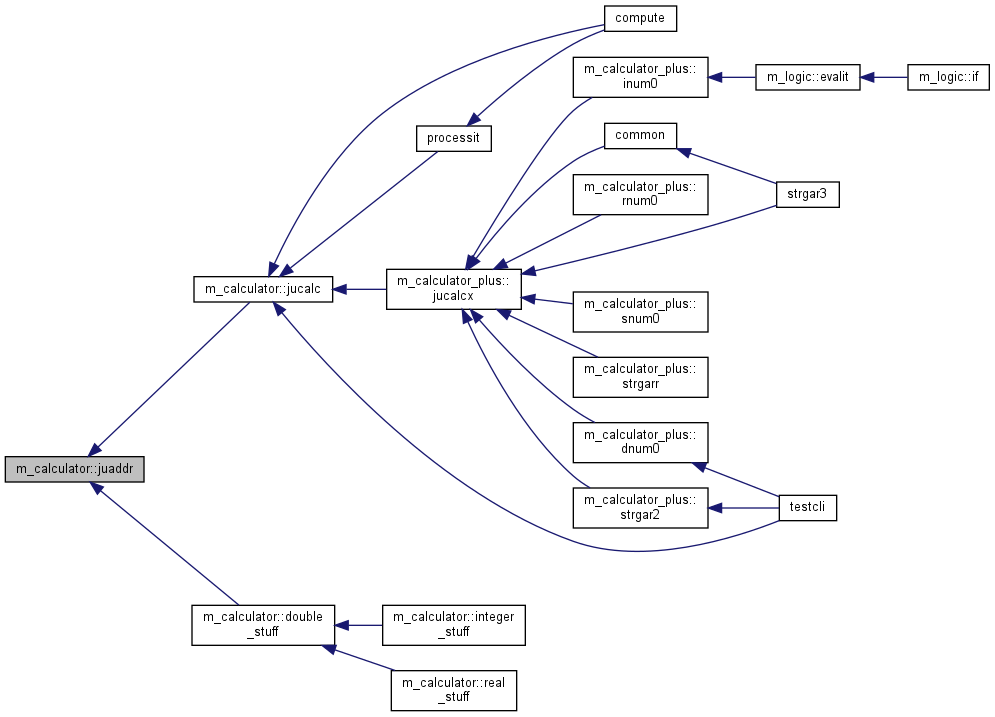 compute
m_calculator_plus::
inum0
m_logic::evalit
m_logic::if
processit
common
m_calculator_plus::
rnum0
strgar3
m_calculator::jucalc
m_calculator_plus::
jucalcx
m_calculator_plus::
snum0
m_calculator_plus::
strgarr
m_calculator_plus::
dnum0
m_calculator::juaddr
m_calculator_plus::
strgar2
testcli
m_calculator::double
_stuff
m_calculator::integer
_stuff
m_calculator::real
_stuff